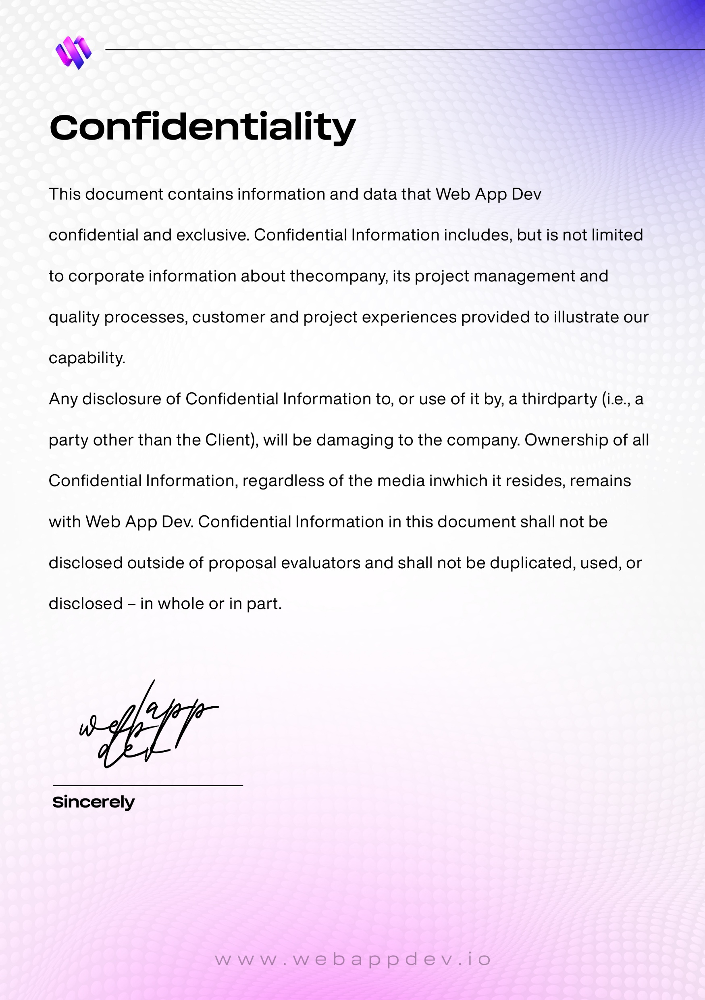 Confidentiality
This document contains information and data that Web App Dev
confidential and exclusive. Confidential Information includes, but is not limited
to corporate information about thecompany, its project management and
quality processes, customer and project experiences provided to illustrate our
capability.
Any disclosure of Confidential Information to, or use of it by, a thirdparty (i.e., a
party other than the Client), will be damaging to the company. Ownership of all
Confidential Information, regardless of the media inwhich it resides, remains
with Web App Dev. Confidential Information in this document shall not be
disclosed outside of proposal evaluators and shall not be duplicated, used, or
disclosed – in whole or in part.
web app
dev
Sincerely
www.webappdev.io